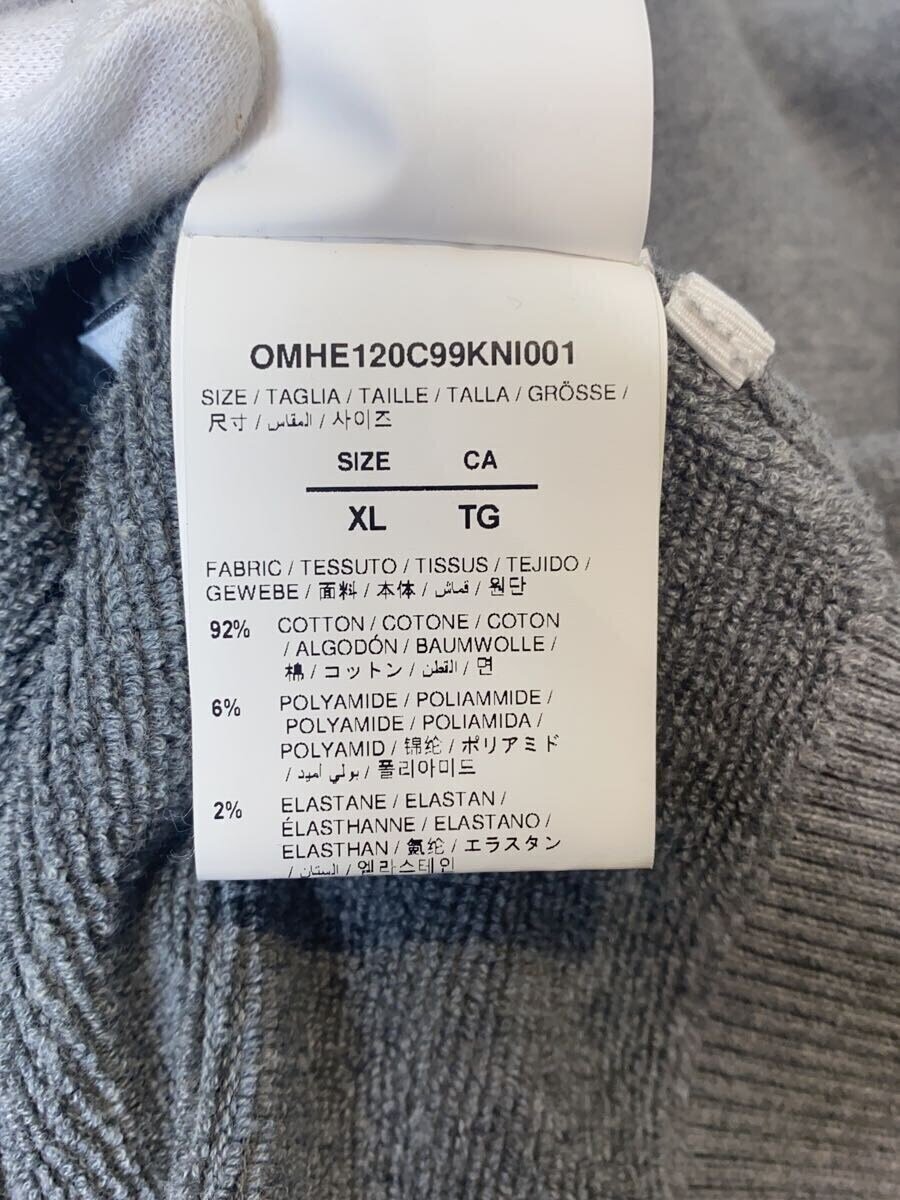 OMHE120C99KNI001
SIZE / TAGLIA / TAILLE / TALLA / GRÖSSE /
尺寸 / المقاس / 사이즈
SIZE CA
XL TG
FABRIC / TESSUTO / TISSUS / TEJIDO /
GEWEBE / 面料 / 本体 / قماش / 원단
92% COTTON / COTONE / COTON
/ ALGODÓN / BAUMWOLLE /
棉 / コットン / القطن / 면
6% POLYAMIDE / POLIAMMIDE /
POLYAMIDE / POLIAMIDA /
POLYAMID / 锦纶 / ポリアミド
/ بولي أميد / 폴리아미드
2% ELASTANE / ELASTAN /
ÉLASTHANNE / ELASTANO /
ELASTHAN / 氨纶 / エラスタン
/ الستان / 엘라스테인